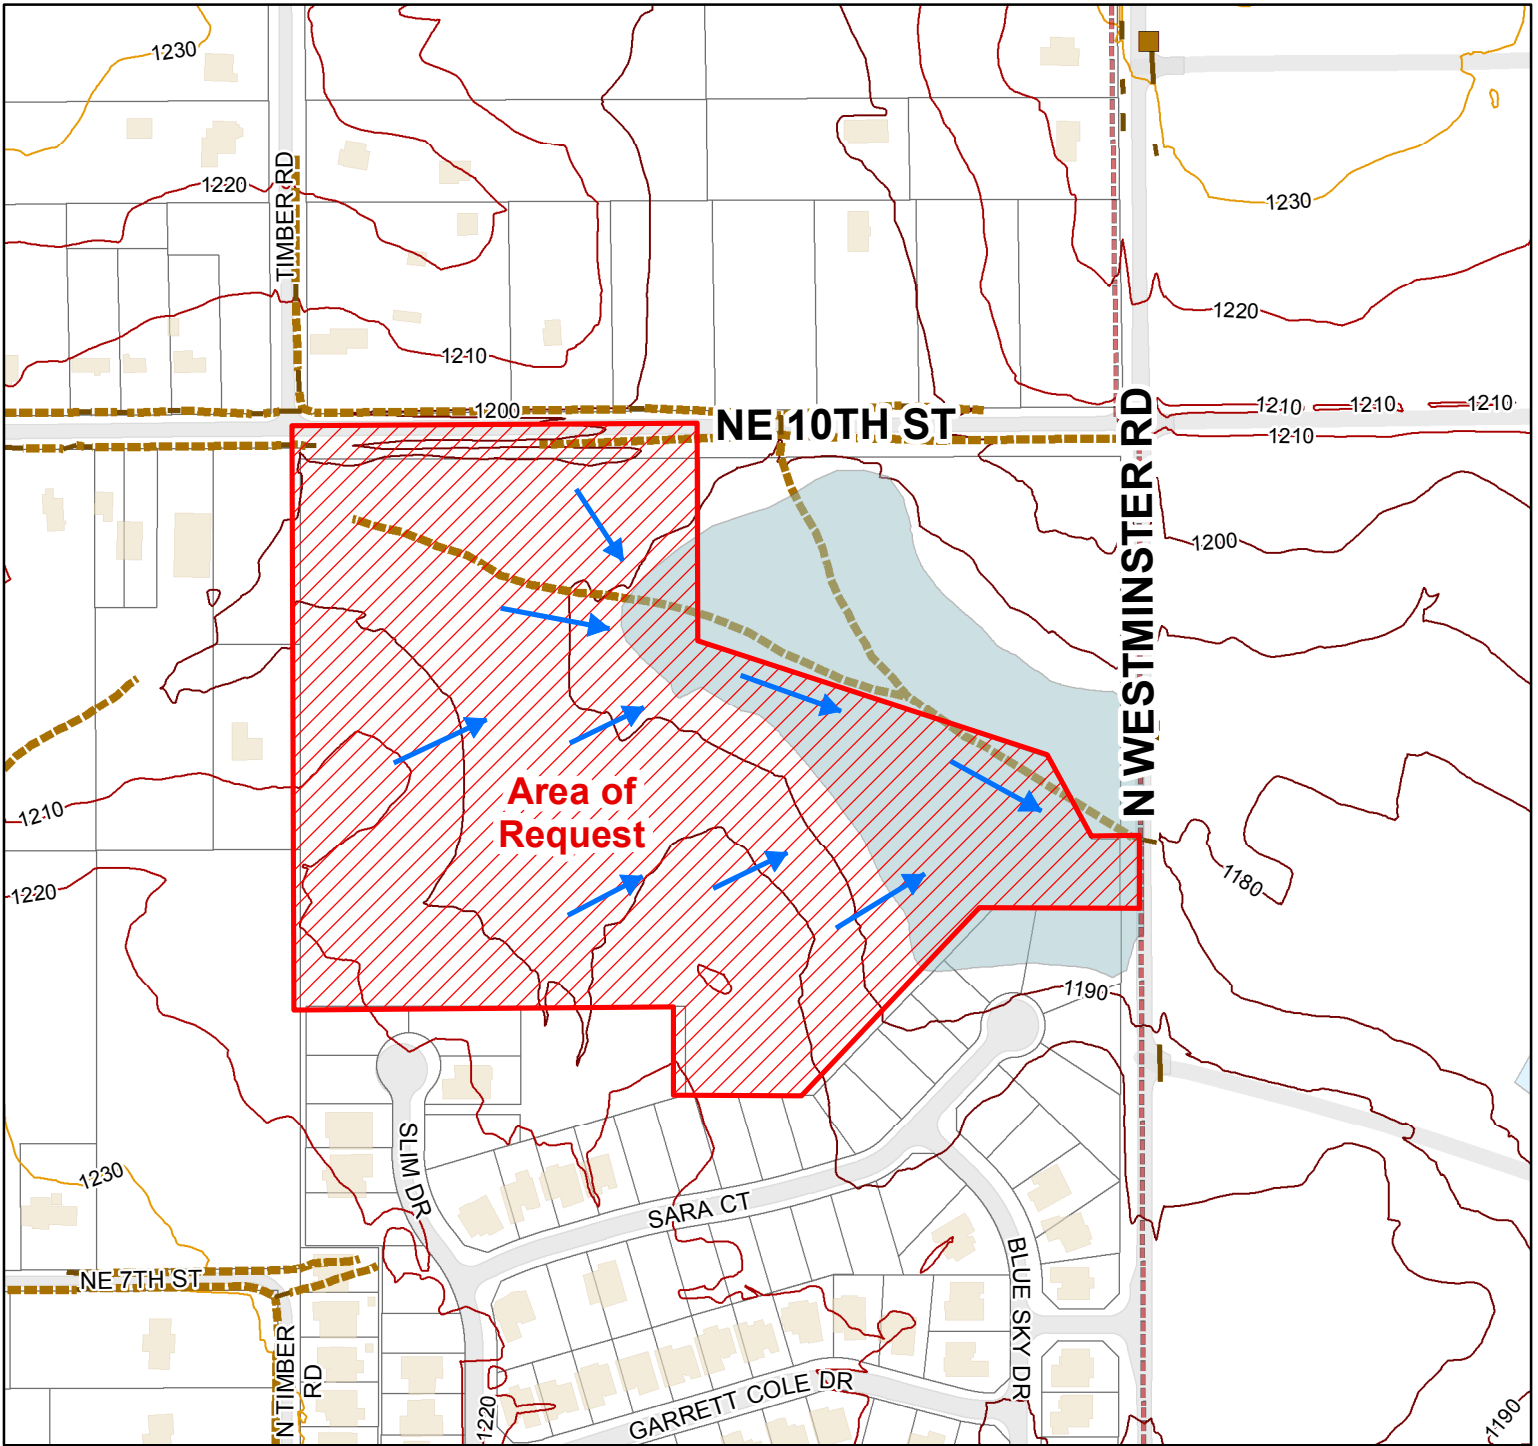 1230
1220
TIMBER RD
1230
1220
1210
1200
NE 10TH ST
1210
1210
1210
1210
N WESTMINSTER RD
1200
Area of
Request
1210
1220
1180
1190
1230
SLIM DR
SARA CT
BLUE SKY DR
NE 7TH ST
N TIMBER
RD
GARRETT COLE DR
1220
1190